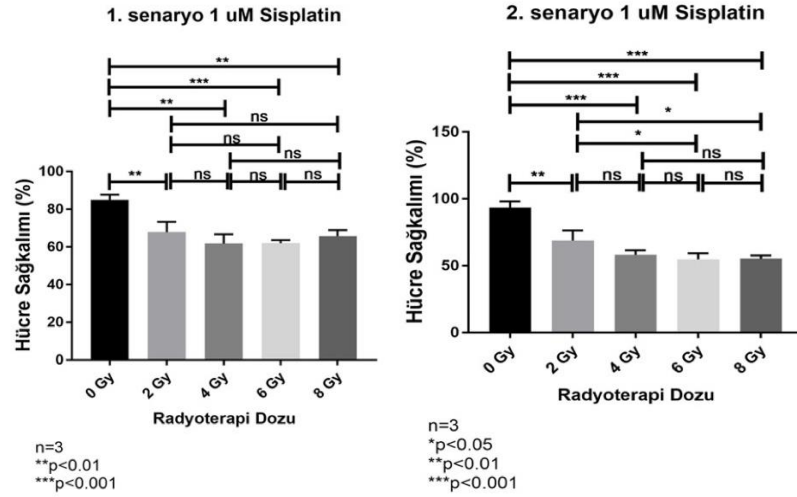 1. senaryo 1 uM Sisplatin
**
***
**
ns
ns
ns
**
ns
ns
ns
Hücre Sağkalımı (%)
100
80
60
40
20
0
0 Gy
2 Gy
4 Gy
6 Gy
8 Gy
Radyoterapi Dozu
n=3
**p<0.01
***p<0.001
2. senaryo 1 uM Sisplatin
***
***
***
*
*
ns
**
ns
ns
ns
Hücre Sağkalımı (%)
150
100
50
0
0 Gy
2 Gy
4 Gy
6 Gy
8 Gy
Radyoterapi Dozu
n=3
*p<0.05
**p<0.01
***p<0.001